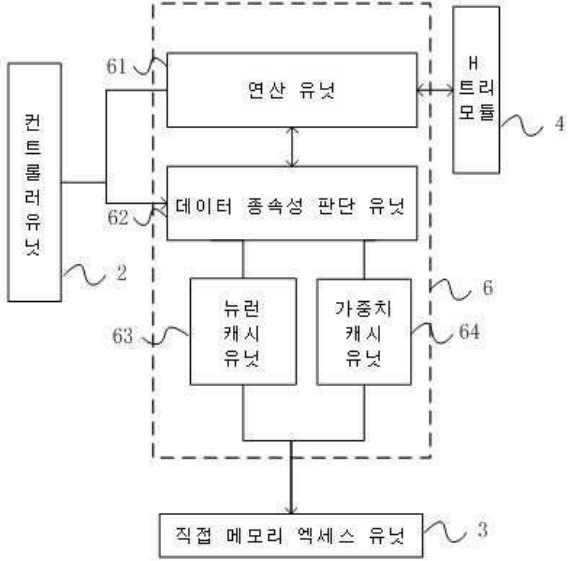 61
연산 유닛
H
트리
모듈
4
컨트롤러유닛
2
62
데이터 종속성 판단 유닛
63
뉴런
캐시
유닛
가중치
캐시
유닛
64
6
직접 메모리 엑세스 유닛
3